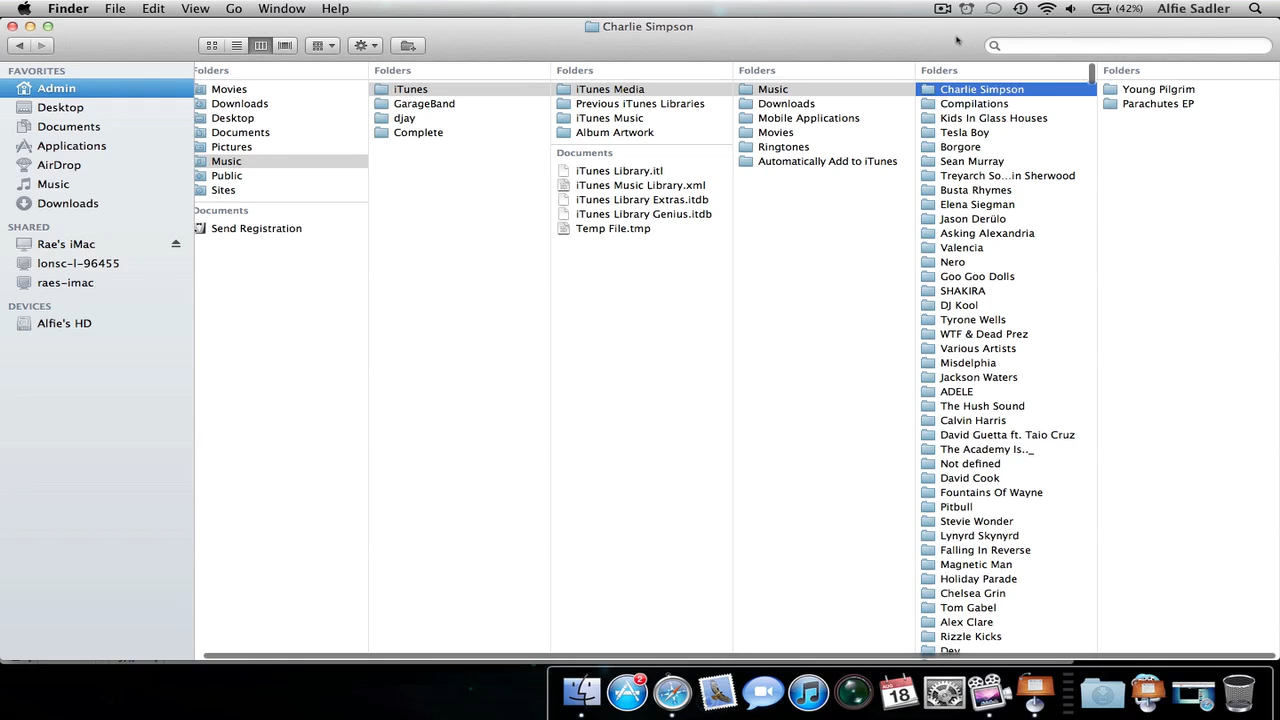 Finder File Edit View Go Window Help (42%) Alfie Sadler
Charlie Simpson
FAVORITES
Admin
Desktop
Documents
Applications
AirDrop
Music
Downloads
SHARED
Rae's iMac
lonsc-l-96455
raes-imac
DEVICES
Alfie's HD
Folders
Movies
Downloads
Desktop
Documents
Pictures
Music
Public
Sites
Documents
Send Registration
Folders
iTunes
GarageBand
djay
Complete
Folders
iTunes Media
Previous iTunes Libraries
iTunes Music
Album Artwork
Documents
iTunes Library.itl
iTunes Music Library.xml
iTunes Library Extras.itdb
iTunes Library Genius.itdb
Temp File.tmp
Folders
Music
Downloads
Mobile Applications
Movies
Ringtones
Automatically Add to iTunes
Folders
Charlie Simpson
Compilations
Kids In Glass Houses
Tesla Boy
Borgore
Sean Murray
Treyarch So...in Sherwood
Busta Rhymes
Elena Siegman
Jason Derülo
Asking Alexandria
Valencia
Nero
Goo Goo Dolls
SHAKIRA
DJ Kool
Tyrone Wells
WTF & Dead Prez
Various Artists
Misdelphia
Jackson Waters
ADELE
The Hush Sound
Calvin Harris
David Guetta ft. Taio Cruz
The Academy Is.._
Not defined
David Cook
Fountains Of Wayne
Pitbull
Stevie Wonder
Lynyrd Skynyrd
Falling In Reverse
Magnetic Man
Holiday Parade
Chelsea Grin
Tom Gabel
Alex Clare
Rizzle Kicks
Dev
Folders
Young Pilgrim
Parachutes EP
2
AUG
18